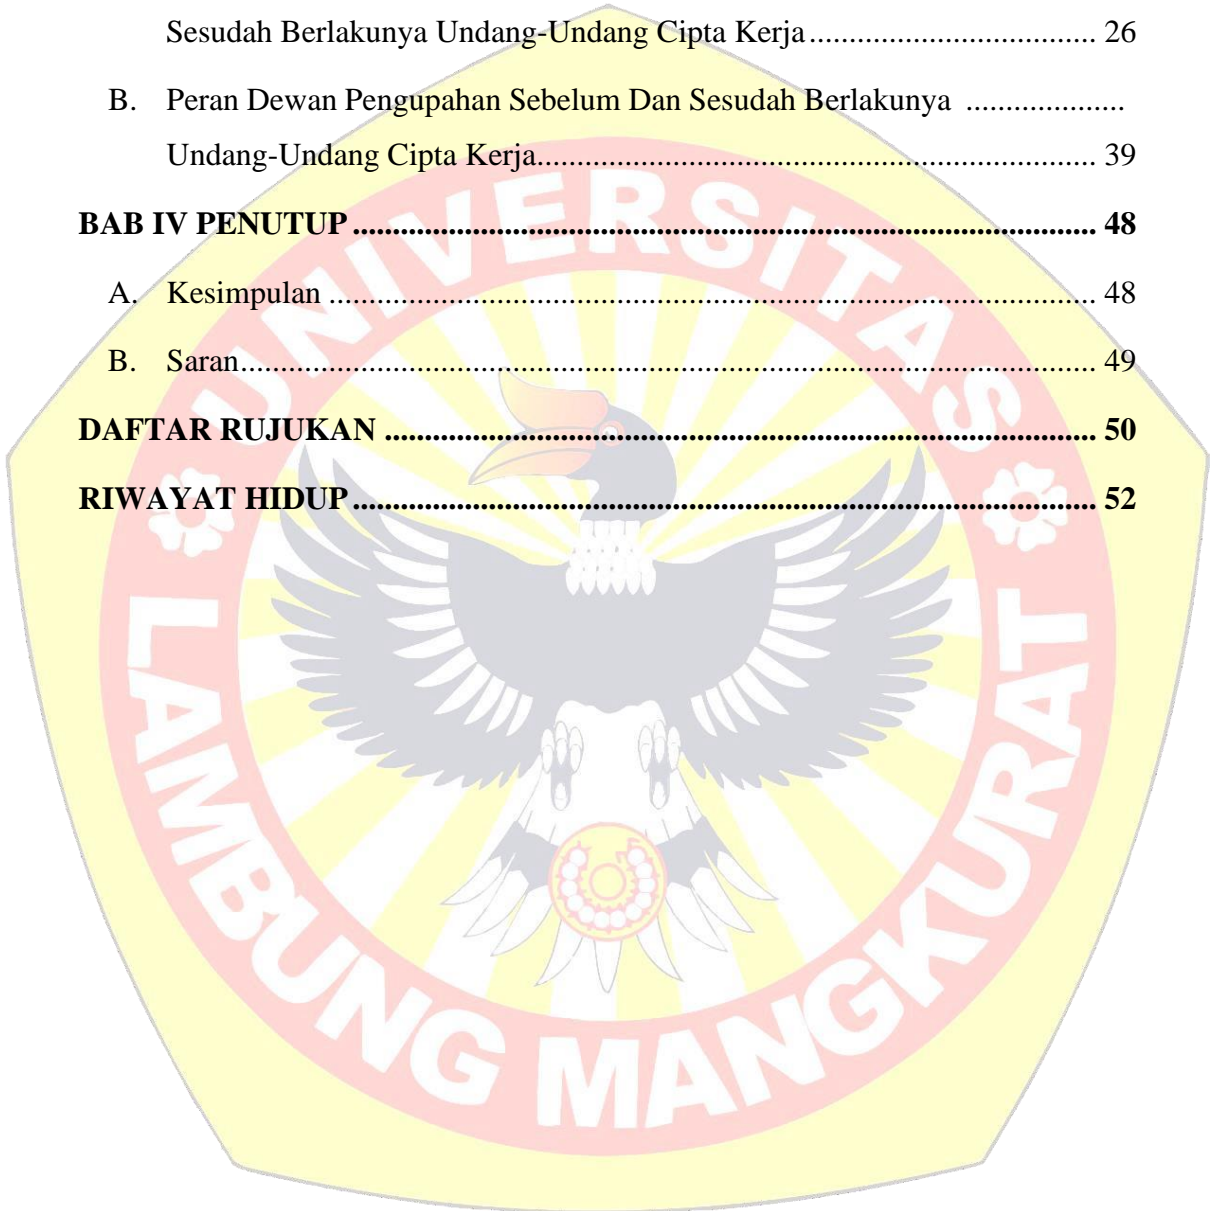 Sesudah Berlakunya Undang-Undang Cipta Kerja.................................. 26
B. Peran Dewan Pengupahan Sebelum Dan Sesudah Berlakunya ...................
Undang-Undang Cipta Kerja.................................................................. 39
BAB IV PENUTUP........................................................................................ 48
A. Kesimpulan ........................................................................................... 48
B. Saran..................................................................................................... 49
DAFTAR RUJUKAN .................................................................................... 50
RIWAYAT HIDUP........................................................................................ 52
UNIVERSITAS
LAMBUNG MANGKURAT